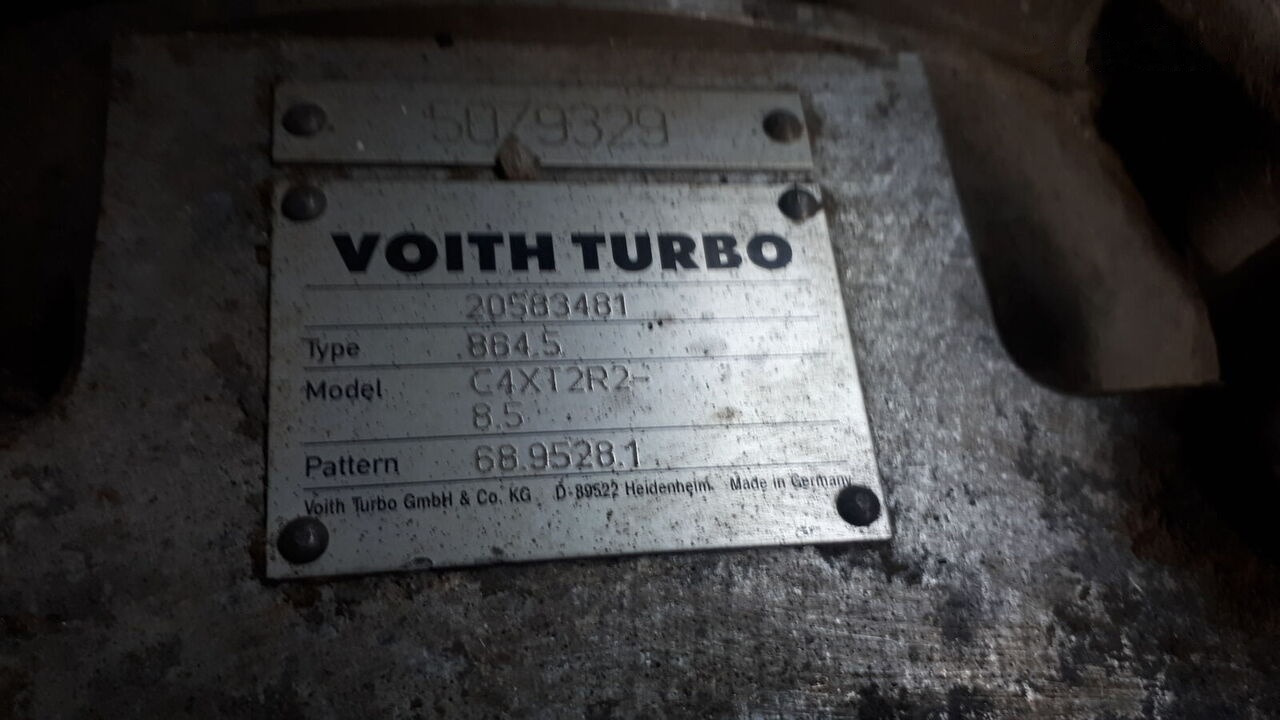 5079329
VOITH TURBO
20583481
Type 864.5
Model C4XT2R2-
8.5
Pattern 68.9528.1
Voith Turbo GmbH & Co. KG D-89522 Heidenheim Made in Germany